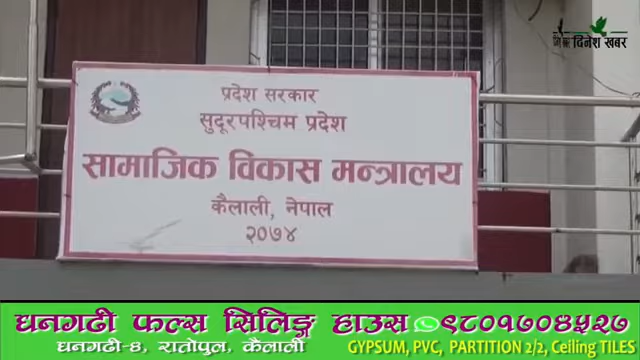 दिनेश खबर
प्रदेश सरकार
सुदूरपश्चिम प्रदेश
सामाजिक विकास मन्त्रालय
कैलाली, नेपाल
२०७४
धनगढी फल्स सिलिङ्ग हाउस ९८०१७०४५२७
धनगढी-४, रातोपुल, कैलाली GYPSUM, PVC, PARTITION 2/2, Ceiling TILES